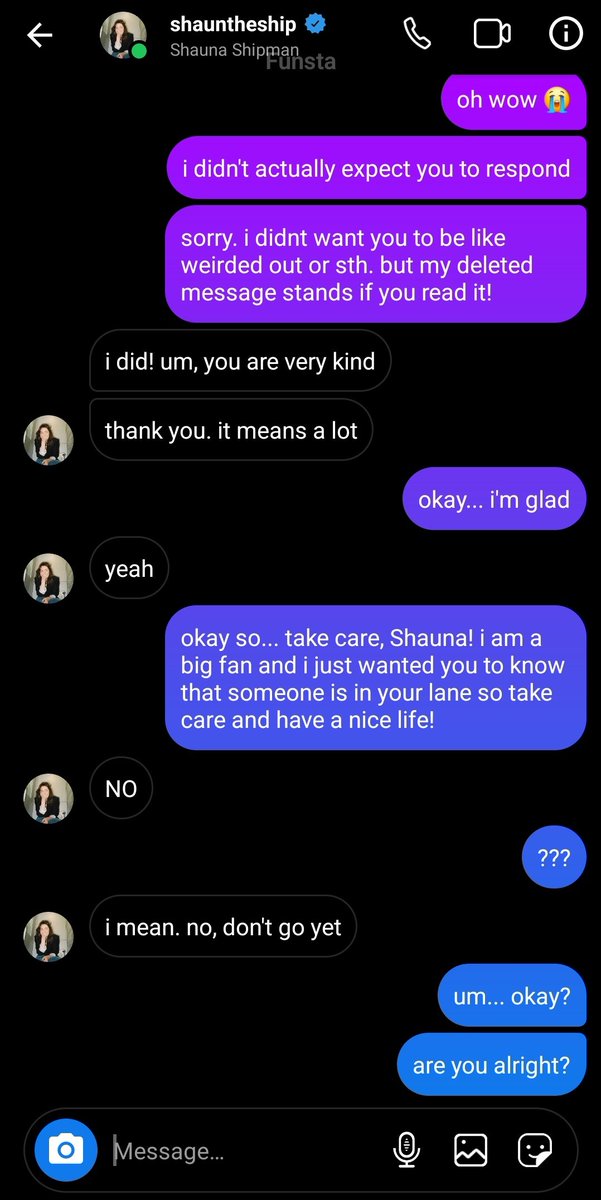 shauntheship
Shauna Shipman
Funsta
oh wow 😭
i didn't actually expect you to respond
sorry. i didnt want you to be like
weirded out or sth. but my deleted
message stands if you read it!
i did! um, you are very kind
thank you. it means a lot
okay... i'm glad
yeah
okay so... take care, Shauna! i am a
big fan and i just wanted you to know
that someone is in your lane so take
care and have a nice life!
NO
???
i mean. no, don't go yet
um... okay?
are you alright?
Message...